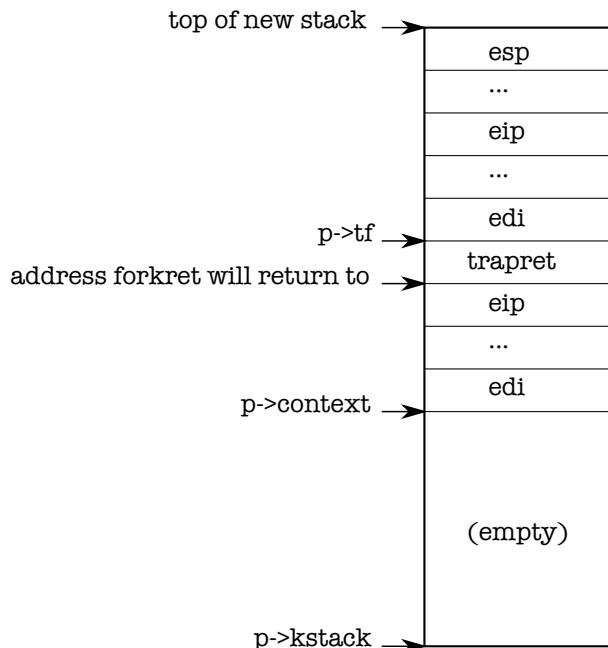 top of new stack
esp
...
eip
...
edi
p->tf
trapret
address forkret will return to
eip
...
edi
p->context
(empty)
p->kstack